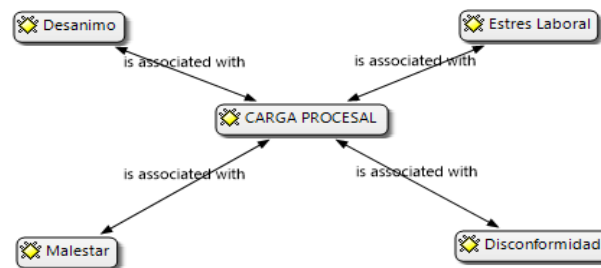 Desanimo
Estres Laboral
is associated with
is associated with
CARGA PROCESAL
is associated with
is associated with
Malestar
Disconformidad